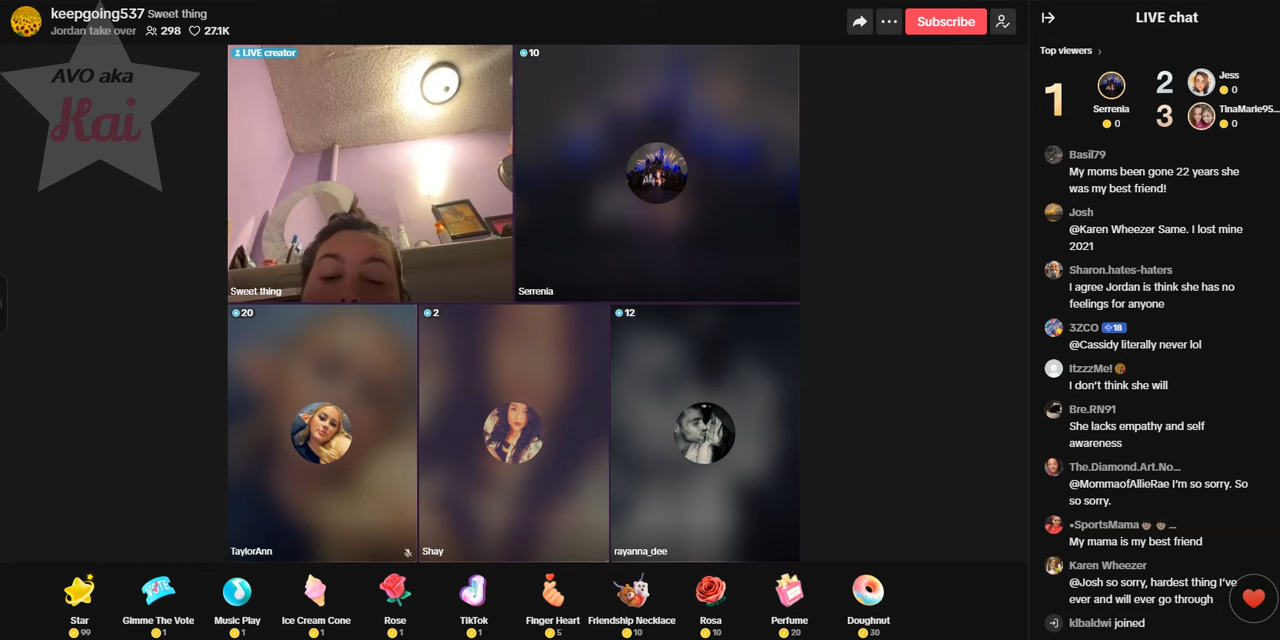 keepgoing537 Sweet thing
Jordan take over 298 27.1K
Subscribe
AVO aka
Kai
LIVE creator
Sweet thing
10
Serrenia
20
TaylorAnn
2
Shay
12
rayanna_dee
Star
99
Gimme The Vote
1
Music Play
1
Ice Cream Cone
1
Rose
1
TikTok
1
Finger Heart
5
Friendship Necklace
10
Rosa
10
Perfume
20
Doughnut
30
LIVE chat
Top viewers
1
Serrenia
0
2
Jess
0
3
TinaMarie95...
0
Basil79
My moms been gone 22 years she
was my best friend!
Josh
@Karen Wheezer Same. I lost mine
2021
Sharon.hates-haters
I agree Jordan is think she has no
feelings for anyone
3ZCO 18
@Cassidy literally never lol
ItzzzMe!
I don't think she will
Bre.RN91
She lacks empathy and self
awareness
The.Diamond.Art.No...
@MommaofAllieRae I'm so sorry. So
so sorry.
•SportsMama ...
My mama is my best friend
Karen Wheezer
@Josh so sorry, hardest thing I've
ever and will ever go through
klbaldwi joined